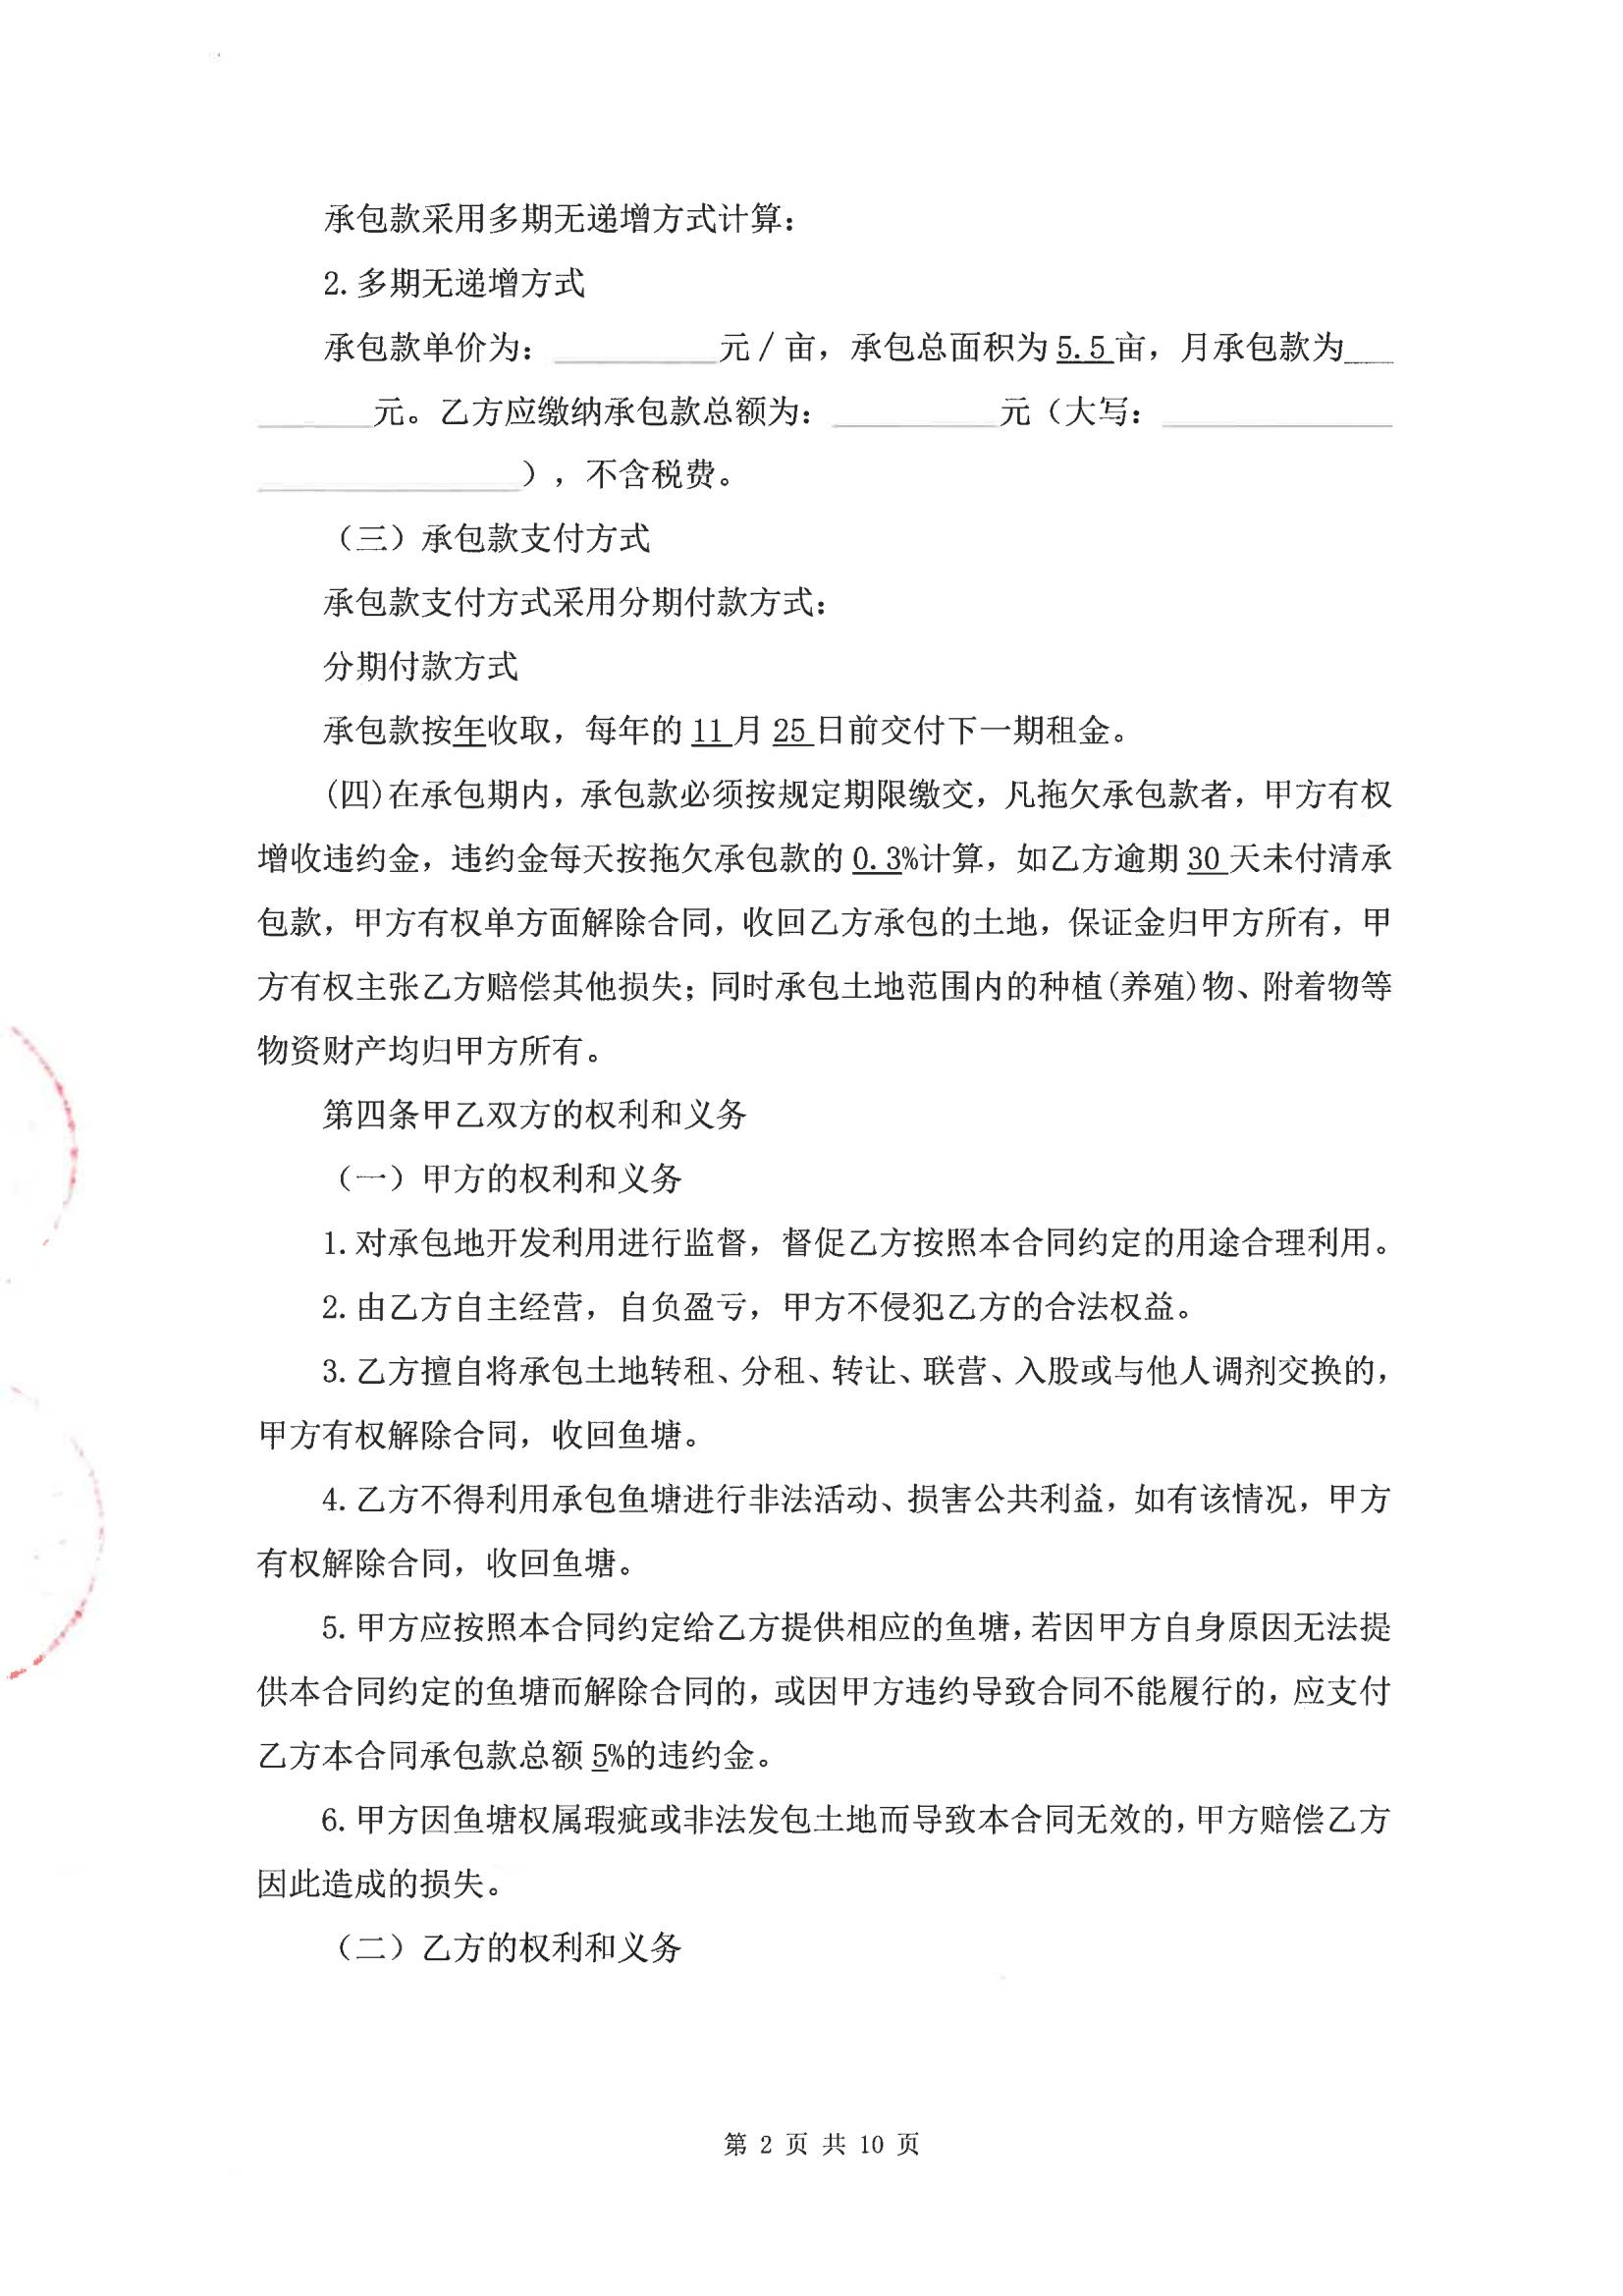 承包款采用多期无递增方式计算：
2.多期无递增方式
承包款单价为：__________元／亩，承包总面积为5.5亩，月承包款为___
_______元。乙方应缴纳承包款总额为：__________元（大写：______________
________________），不含税费。
（三）承包款支付方式
承包款支付方式采用分期付款方式：
分期付款方式
承包款按年收取，每年的11月25日前交付下一期租金。
(四)在承包期内，承包款必须按规定期限缴交，凡拖欠承包款者，甲方有权
增收违约金，违约金每天按拖欠承包款的0.3%计算，如乙方逾期30天未付清承
包款，甲方有权单方面解除合同，收回乙方承包的土地，保证金归甲方所有，甲
方有权主张乙方赔偿其他损失；同时承包土地范围内的种植(养殖)物、附着物等
物资财产均归甲方所有。
第四条甲乙双方的权利和义务
（一）甲方的权利和义务
1.对承包地开发利用进行监督，督促乙方按照本合同约定的用途合理利用。
2.由乙方自主经营，自负盈亏，甲方不侵犯乙方的合法权益。
3.乙方擅自将承包土地转租、分租、转让、联营、入股或与他人调剂交换的，
甲方有权解除合同，收回鱼塘。
4.乙方不得利用承包鱼塘进行非法活动、损害公共利益，如有该情况，甲方
有权解除合同，收回鱼塘。
5.甲方应按照本合同约定给乙方提供相应的鱼塘，若因甲方自身原因无法提
供本合同约定的鱼塘而解除合同的，或因甲方违约导致合同不能履行的，应支付
乙方本合同承包款总额5%的违约金。
6.甲方因鱼塘权属瑕疵或非法发包土地而导致本合同无效的，甲方赔偿乙方
因此造成的损失。
（二）乙方的权利和义务
第 2 页 共 10 页